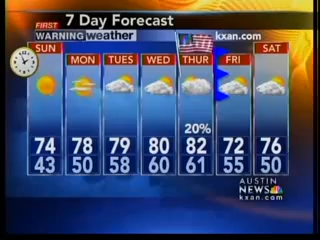 FIRST 7 Day Forecast
WARNING weather kxan.com
SUN MON TUES WED THUR FRI SAT
20%
74 78 79 80 82 72 76
43 50 58 60 61 55 50
AUSTIN
NEWS
kxan.com